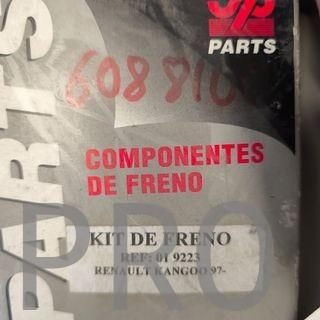 PARTS
PARTS
608810
COMPONENTES
DE FRENO
PRO
KIT DE FRENO
REF: 01 9223
RENAULT KANGOO 97-